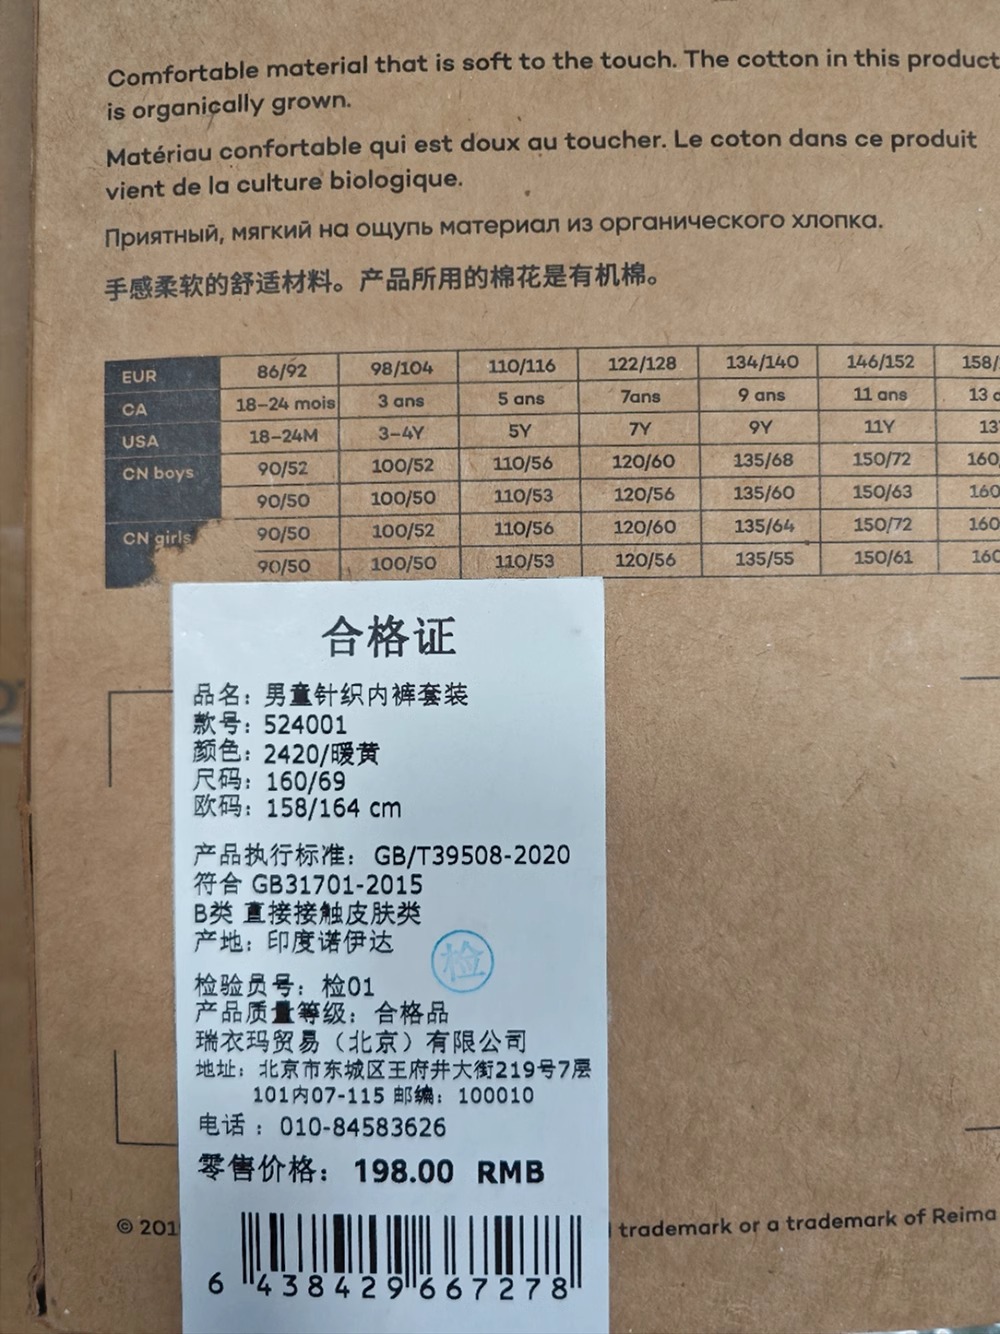 Comfortable material that is soft to the touch. The cotton in this product
is organically grown.
Matériau confortable qui est doux au toucher. Le coton dans ce produit
vient de la culture biologique.
Приятный, мягкий на ощупь материал из органического хлопка.
手感柔软的舒适材料。产品所用的棉花是有机棉。
EUR 86/92 98/104 110/116 122/128 134/140 146/152 158/
CA 18–24 mois 3 ans 5 ans 7ans 9 ans 11 ans 13
USA 18–24M 3–4Y 5Y 7Y 9Y 11Y 13
CN boys 90/52 100/52 110/56 120/60 135/68 150/72 160
90/50 100/50 110/53 120/56 135/60 150/63 160
CN girls 90/50 100/52 110/56 120/60 135/64 150/72 160
90/50 100/50 110/53 120/56 135/55 150/61 160
合格证
品名：男童针织内裤套装
款号：524001
颜色：2420/暖黄
尺码：160/69
欧码：158/164 cm
产品执行标准：GB/T39508-2020
符合 GB31701-2015
B类 直接接触皮肤类
产地：印度诺伊达
检
检验员号：检01
产品质量等级：合格品
瑞衣玛贸易（北京）有限公司
地址：北京市东城区王府井大街219号7层
101内07-115 邮编：100010
电话：010-84583626
零售价格：198.00 RMB
© 201
trademark or a trademark of Reima
6 438429 667278